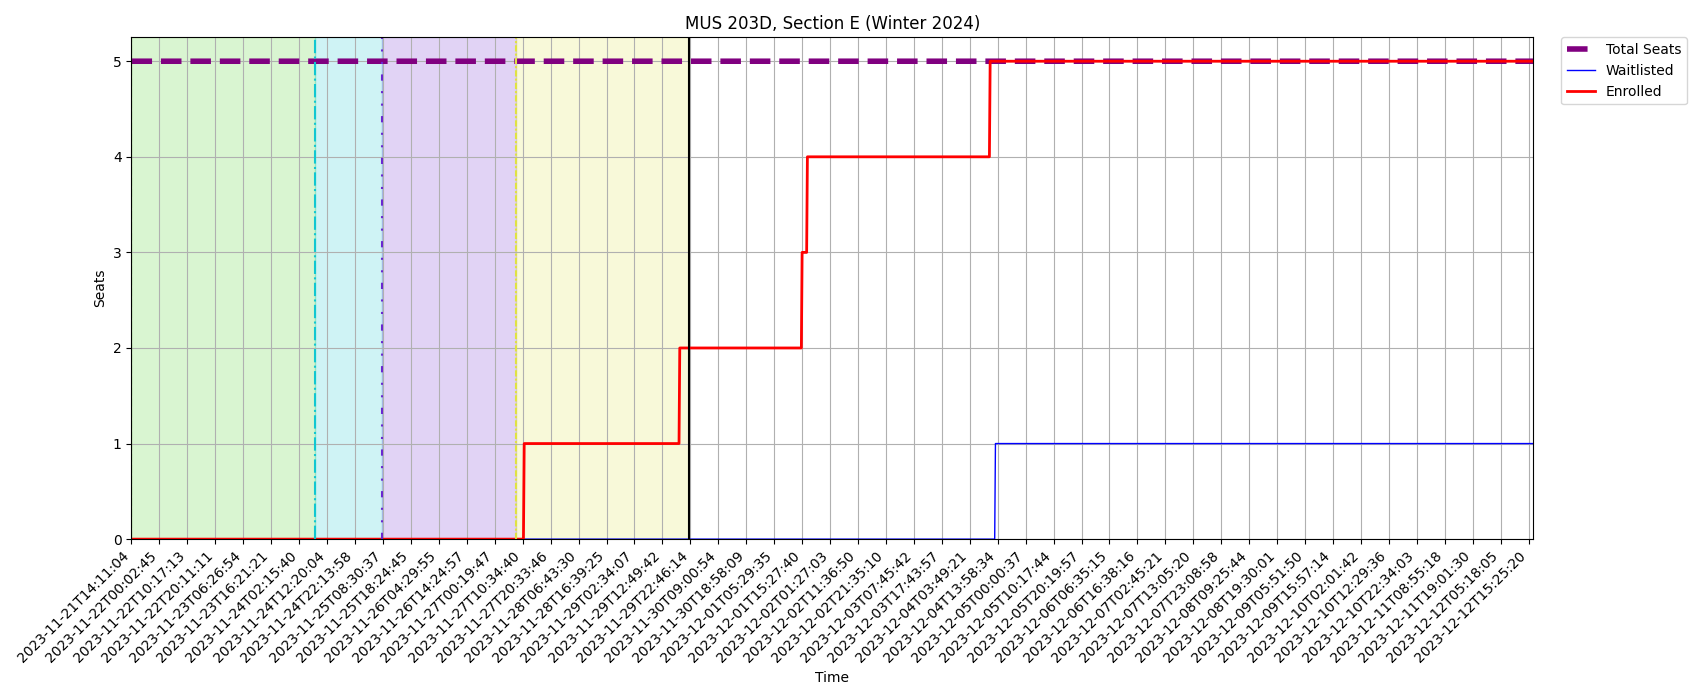 MUS 203D, Section E (Winter 2024)
Total Seats
Waitlisted
Enrolled
5
4
3
2
1
0
Seats
2023-11-21T14:11:04
2023-11-22T00:02:45
2023-11-22T10:17:13
2023-11-22T20:11:11
2023-11-23T06:26:54
2023-11-23T16:21:21
2023-11-24T02:15:40
2023-11-24T12:20:04
2023-11-24T22:13:58
2023-11-25T08:30:37
2023-11-25T18:24:45
2023-11-26T04:29:55
2023-11-26T14:24:57
2023-11-27T00:19:47
2023-11-27T10:34:40
2023-11-27T20:33:46
2023-11-28T06:43:30
2023-11-28T16:39:25
2023-11-29T02:34:07
2023-11-29T12:49:42
2023-11-29T22:46:14
2023-11-30T09:00:54
2023-11-30T18:58:09
2023-12-01T05:29:35
2023-12-01T15:27:40
2023-12-02T01:27:03
2023-12-02T11:36:50
2023-12-02T21:35:10
2023-12-03T07:45:42
2023-12-03T17:43:57
2023-12-04T03:49:21
2023-12-04T13:58:34
2023-12-05T00:00:37
2023-12-05T10:17:44
2023-12-05T20:19:57
2023-12-06T06:35:15
2023-12-06T16:38:16
2023-12-07T02:45:21
2023-12-07T13:05:20
2023-12-07T23:08:58
2023-12-08T09:25:44
2023-12-08T19:30:01
2023-12-09T05:51:50
2023-12-09T15:57:14
2023-12-10T02:01:42
2023-12-10T12:29:36
2023-12-10T22:34:03
2023-12-11T08:55:18
2023-12-11T19:01:30
2023-12-12T05:18:05
2023-12-12T15:25:20
Time